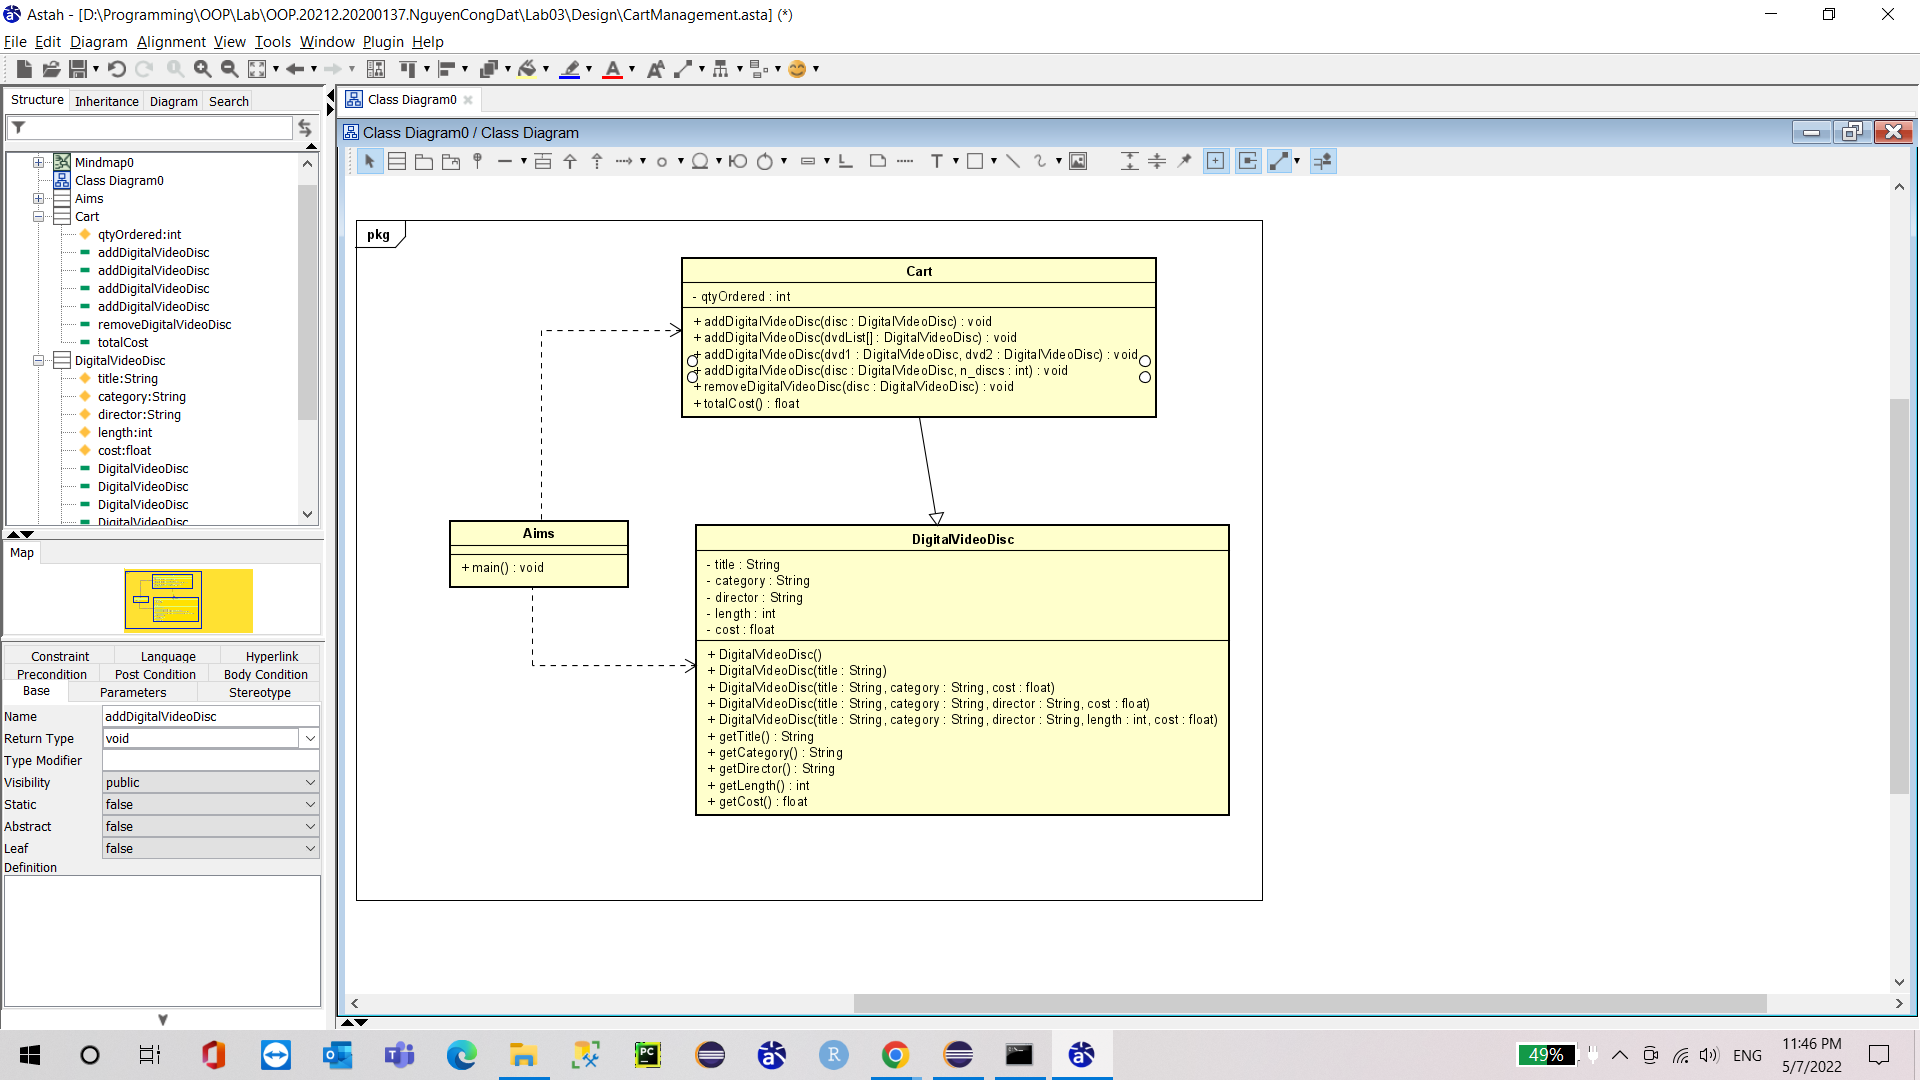 Astah - [D:\Programming\OOP\Lab\OOP.20212.20200137.NguyenCongDat\Lab03\Design\CartManagement.asta] (*)
File Edit Diagram Alignment View Tools Window Plugin Help
Structure Inheritance Diagram Search
Mindmap0
Class Diagram0
Aims
Cart
qtyOrdered:int
addDigitalVideoDisc
addDigitalVideoDisc
addDigitalVideoDisc
addDigitalVideoDisc
removeDigitalVideoDisc
totalCost
DigitalVideoDisc
title:String
category:String
director:String
length:int
cost:float
DigitalVideoDisc
DigitalVideoDisc
DigitalVideoDisc
DigitalVideoDisc
Map
Constraint Language Hyperlink
Precondition Post Condition Body Condition
Base Parameters Stereotype
Name addDigitalVideoDisc
Return Type void
Type Modifier
Visibility public
Static false
Abstract false
Leaf false
Definition
Class Diagram0
Class Diagram0 / Class Diagram
T
pkg
Cart
- qtyOrdered : int
+ addDigitalVideoDisc(disc : DigitalVideoDisc) : void
+ addDigitalVideoDisc(dvdList[] : DigitalVideoDisc) : void
+ addDigitalVideoDisc(dvd1 : DigitalVideoDisc, dvd2 : DigitalVideoDisc) : void
+ addDigitalVideoDisc(disc : DigitalVideoDisc, n_discs : int) : void
+ removeDigitalVideoDisc(disc : DigitalVideoDisc) : void
+ totalCost() : float
Aims
+ main() : void
DigitalVideoDisc
- title : String
- category : String
- director : String
- length : int
- cost : float
+ DigitalVideoDisc()
+ DigitalVideoDisc(title : String)
+ DigitalVideoDisc(title : String, category : String, cost : float)
+ DigitalVideoDisc(title : String, category : String, director : String, cost : float)
+ DigitalVideoDisc(title : String, category : String, director : String, length : int, cost : float)
+ getTitle() : String
+ getCategory() : String
+ getDirector() : String
+ getLength() : int
+ getCost() : float
49%
ENG
11:46 PM
5/7/2022